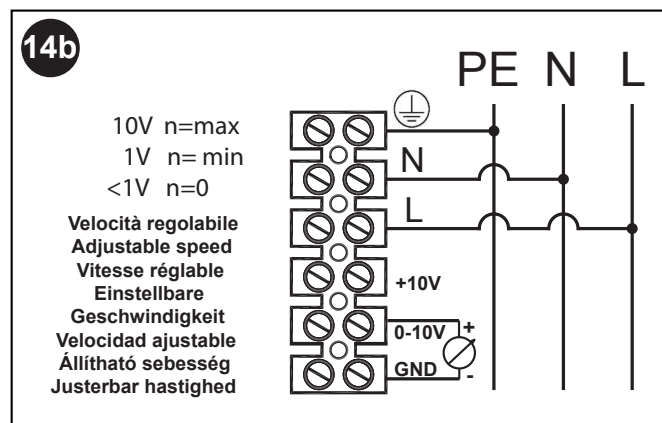 14b
PE N L
10V n=max
1V n= min
<1V n=0
Velocità regolabile
Adjustable speed
Vitesse réglable
Einstellbare
Geschwindigkeit
Velocidad ajustable
Állítható sebesség
Justerbar hastighed
N
L
+10V
0-10V +
GND -